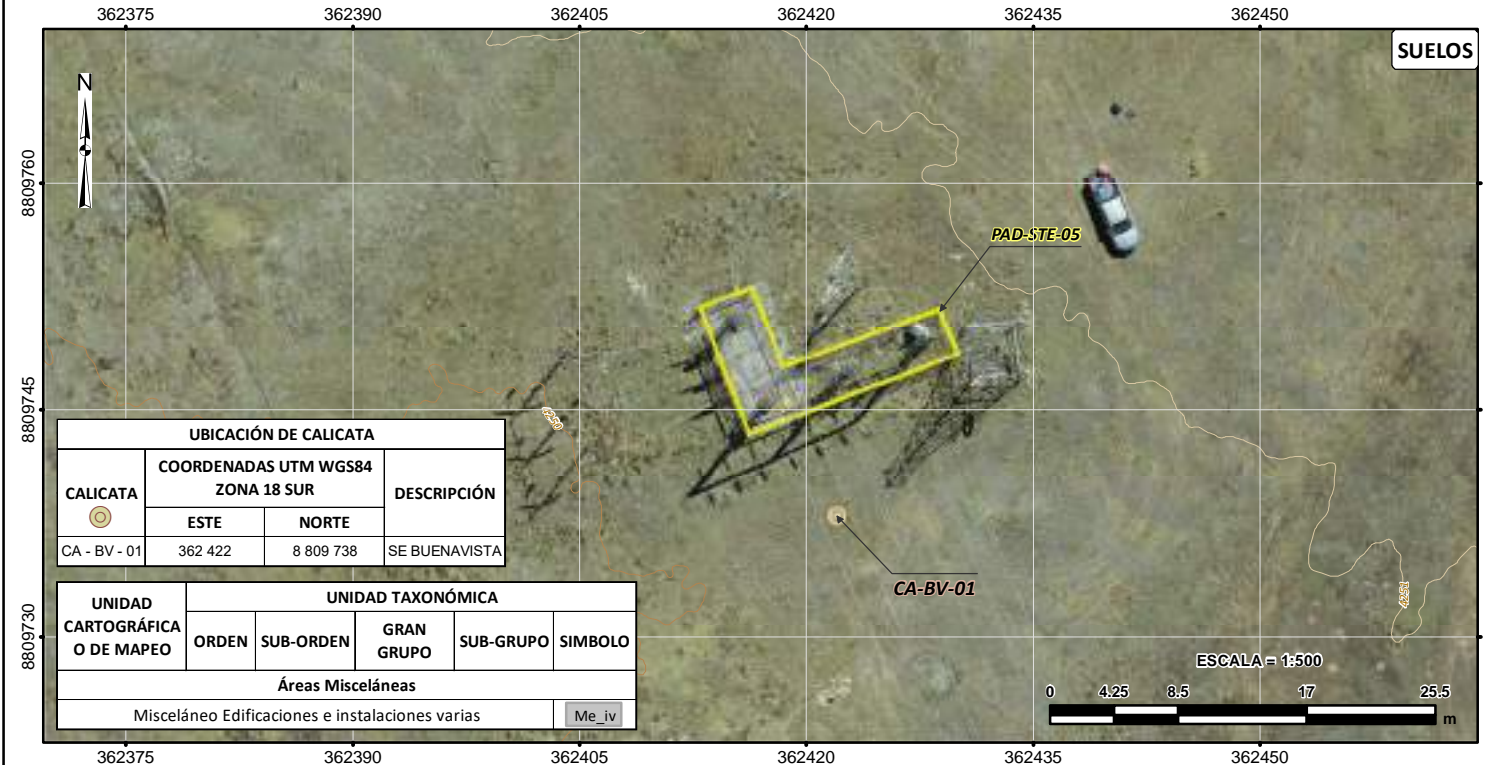 362375 362390 362405 362420 362435 362450
SUELOS
N
8809760
8809745
8809730
PAD-STE-05
4250
CA-BV-01
4251
UBICACIÓN DE CALICATA
CALICATA
COORDENADAS UTM WGS84
ZONA 18 SUR
DESCRIPCIÓN
ESTE NORTE
CA - BV - 01 362 422 8 809 738 SE BUENAVISTA
UNIDAD
CARTOGRÁFICA
O DE MAPEO
UNIDAD TAXONÓMICA
ORDEN SUB-ORDEN GRAN
GRUPO SUB-GRUPO SIMBOLO
Áreas Misceláneas
Misceláneo Edificaciones e instalaciones varias Me_iv
ESCALA = 1:500
0 4.25 8.5 17 25.5
m
362375 362390 362405 362420 362435 362450